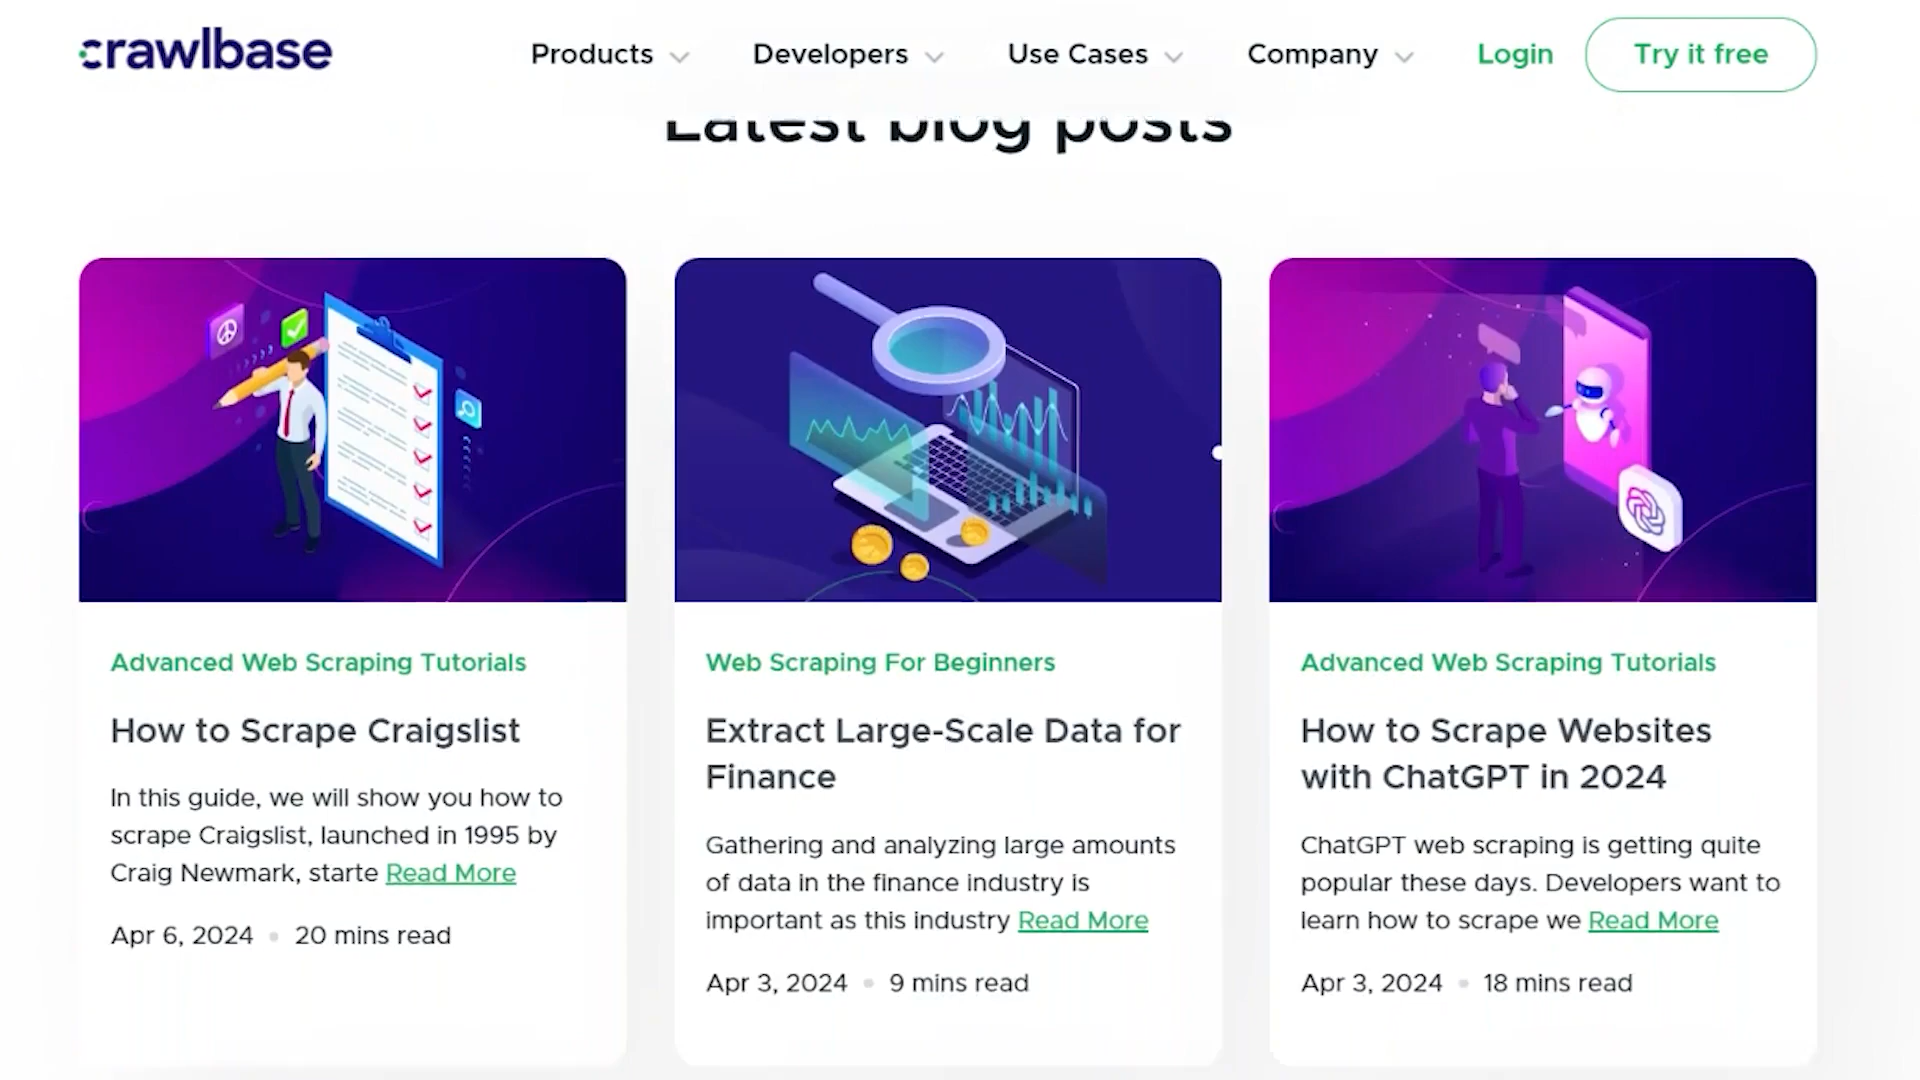 crawlbase
Products
Developers
Use Cases
Company
Login
Try it free
Latest blog posts
Advanced Web Scraping Tutorials
How to Scrape Craigslist
In this guide, we will show you how to
scrape Craigslist, launched in 1995 by
Craig Newmark, starte Read More
Apr 6, 2024 • 20 mins read
Web Scraping For Beginners
Extract Large-Scale Data for
Finance
Gathering and analyzing large amounts
of data in the finance industry is
important as this industry Read More
Apr 3, 2024 • 9 mins read
Advanced Web Scraping Tutorials
How to Scrape Websites
with ChatGPT in 2024
ChatGPT web scraping is getting quite
popular these days. Developers want to
learn how to scrape we Read More
Apr 3, 2024 • 18 mins read